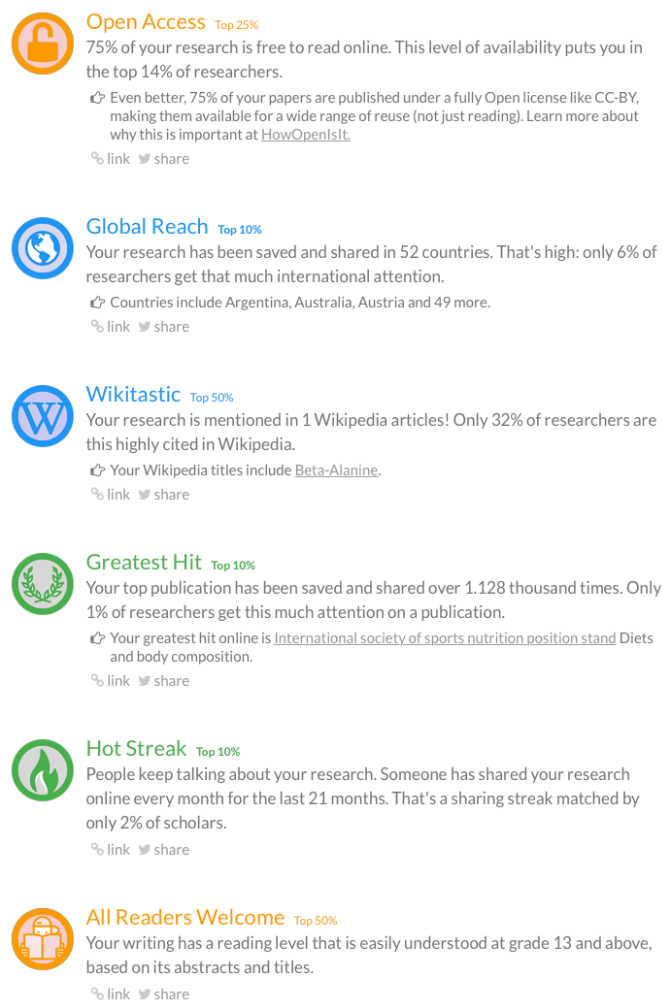 Open Access Top 25%
75% of your research is free to read online. This level of availability puts you in
the top 14% of researchers.
Even better, 75% of your papers are published under a fully Open license like CC-BY,
making them available for a wide range of reuse (not just reading). Learn more about
why this is important at HowOpenIsIt.
link share
Global Reach Top 10%
Your research has been saved and shared in 52 countries. That's high: only 6% of
researchers get that much international attention.
Countries include Argentina, Australia, Austria and 49 more.
link share
W
Wikitastic Top 50%
Your research is mentioned in 1 Wikipedia articles! Only 32% of researchers are
this highly cited in Wikipedia.
Your Wikipedia titles include Beta-Alanine.
link share
Greatest Hit Top 10%
Your top publication has been saved and shared over 1.128 thousand times. Only
1% of researchers get this much attention on a publication.
Your greatest hit online is International society of sports nutrition position stand Diets
and body composition.
link share
Hot Streak Top 10%
People keep talking about your research. Someone has shared your research
online every month for the last 21 months. That's a sharing streak matched by
only 2% of scholars.
link share
All Readers Welcome Top 50%
Your writing has a reading level that is easily understood at grade 13 and above,
based on its abstracts and titles.
link share